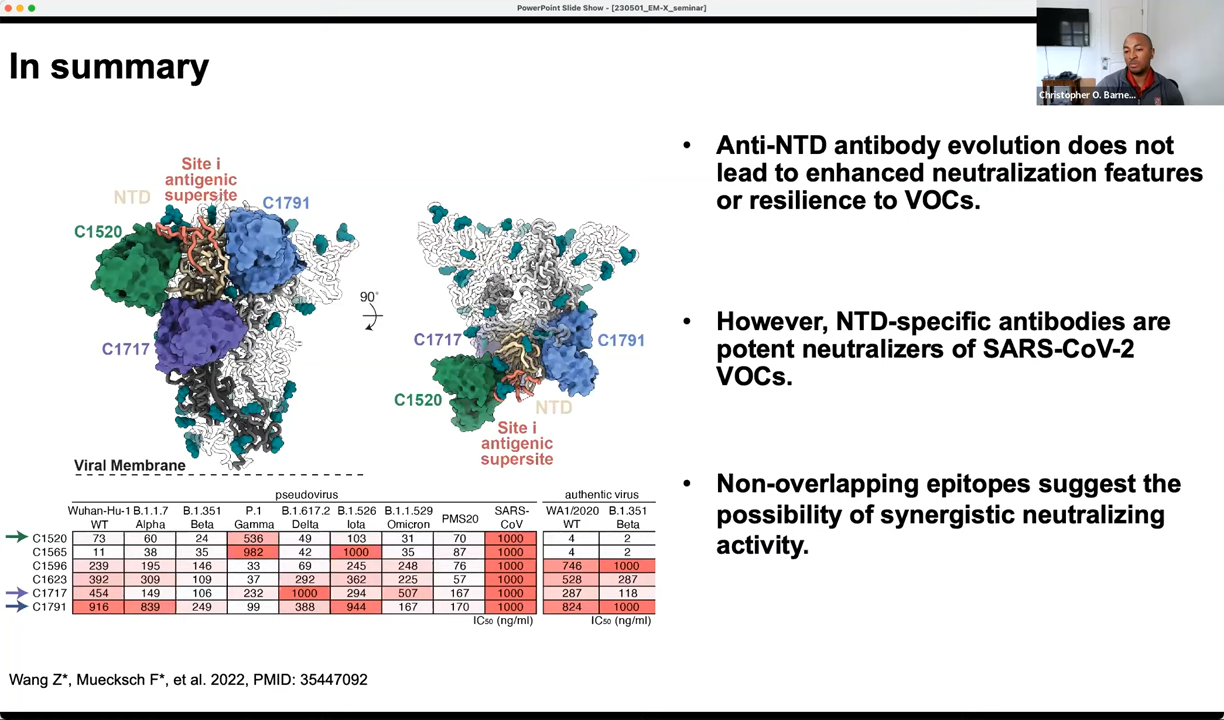 PowerPoint Slide Show - [230501_EM-X_seminar]
In summary
Christopher O. Barne...
Site i
antigenic
supersite
NTD
C1791
C1520
C1717
90°
C1717
C1791
C1520
NTD
Site i
antigenic
supersite
Viral Membrane
pseudovirus authentic virus
Wuhan-Hu-1 B.1.1.7 B.1.351 P.1 B.1.617.2 B.1.526 B.1.1.529 PMS20 SARS- WA1/2020 B.1.351
WT Alpha Beta Gamma Delta Iota Omicron CoV WT Beta
C1520 73 60 24 536 49 103 31 70 1000 4 2
C1565 11 38 35 982 42 1000 35 87 1000 4 2
C1596 239 195 146 33 69 245 248 76 1000 746 1000
C1623 392 309 109 37 292 362 225 57 1000 528 287
C1717 454 149 106 232 1000 294 507 167 1000 287 118
C1791 916 839 249 99 388 944 167 170 1000 824 1000
IC50 (ng/ml) IC50 (ng/ml)
• Anti-NTD antibody evolution does not
lead to enhanced neutralization features
or resilience to VOCs.
• However, NTD-specific antibodies are
potent neutralizers of SARS-CoV-2
VOCs.
• Non-overlapping epitopes suggest the
possibility of synergistic neutralizing
activity.
Wang Z*, Muecksch F*, et al. 2022, PMID: 35447092